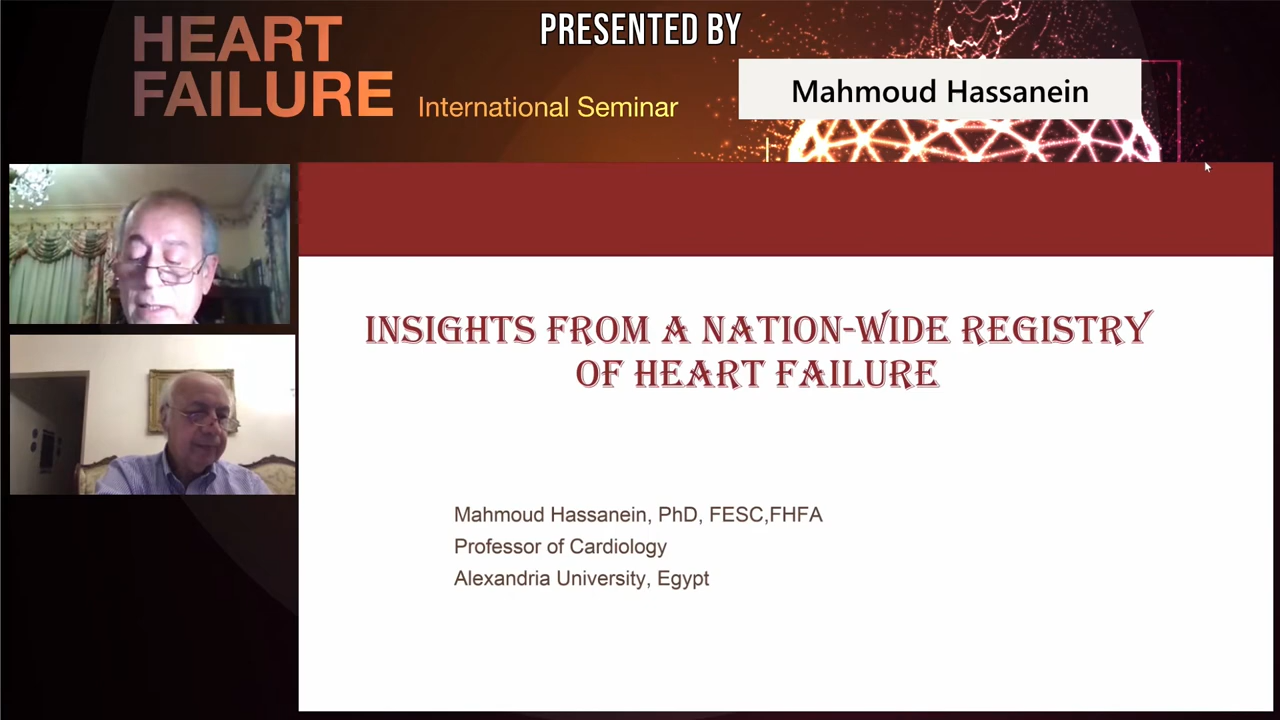 HEART
FAILURE
International Seminar
PRESENTED BY
Mahmoud Hassanein
INSIGHTS FROM A NATION-WIDE REGISTRY
OF HEART FAILURE
Mahmoud Hassanein, PhD, FESC,FHFA
Professor of Cardiology
Alexandria University, Egypt